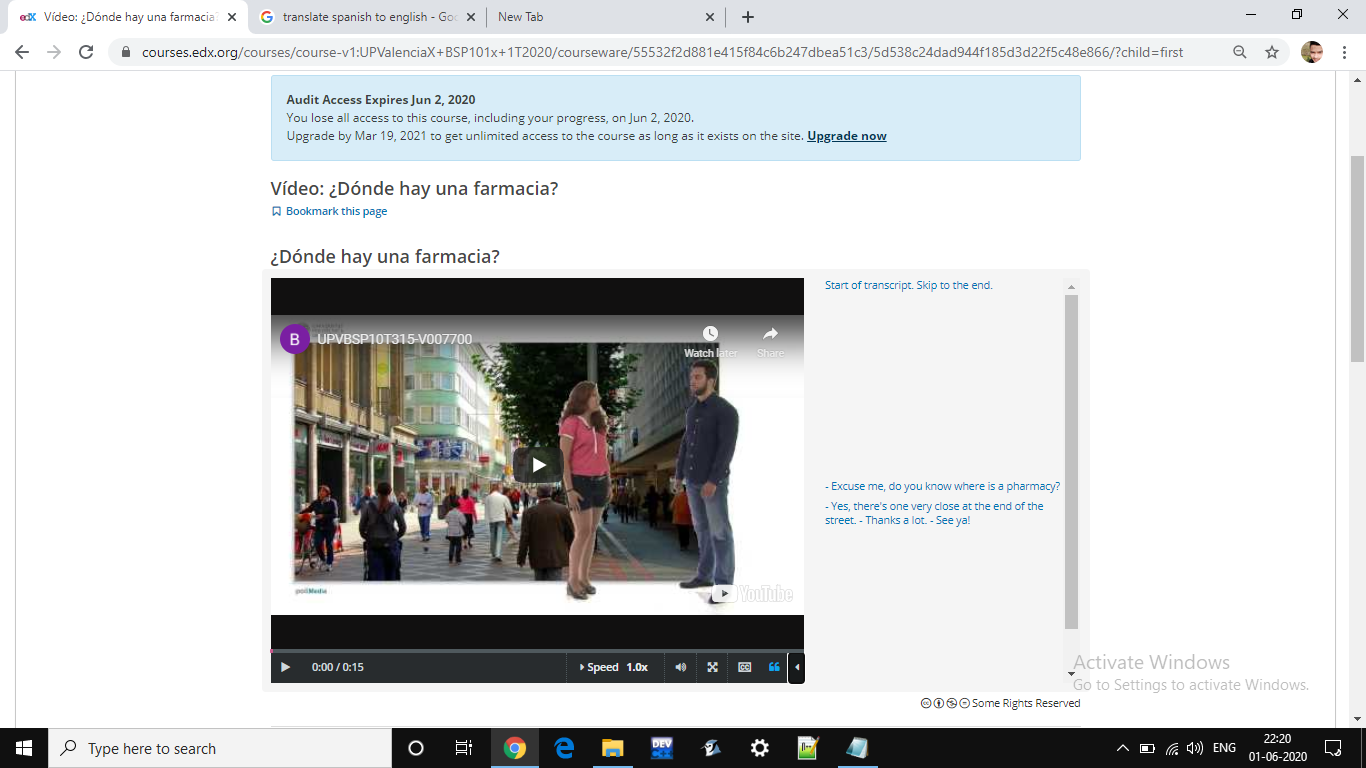 edX Vídeo: ¿Dónde hay una farmacia?
translate spanish to english - Goo
New Tab
courses.edx.org/courses/course-v1:UPValenciaX+BSP101x+1T2020/courseware/55532f2d881e415f84c6b247dbea51c3/5d538c24dad944f185d3d22f5c48e866/?child=first
Audit Access Expires Jun 2, 2020
You lose all access to this course, including your progress, on Jun 2, 2020.
Upgrade by Mar 19, 2021 to get unlimited access to the course as long as it exists on the site. Upgrade now
Vídeo: ¿Dónde hay una farmacia?
Bookmark this page
¿Dónde hay una farmacia?
B UPVBSP10T315-V007700
Watch later Share
poliMedia
YouTube
0:00 / 0:15
Speed 1.0x
CC
Start of transcript. Skip to the end.
- Excuse me, do you know where is a pharmacy?
- Yes, there's one very close at the end of the
street. - Thanks a lot. - See ya!
Some Rights Reserved
Activate Windows
Go to Settings to activate Windows.
Type here to search
DEV
ENG
22:20
01-06-2020